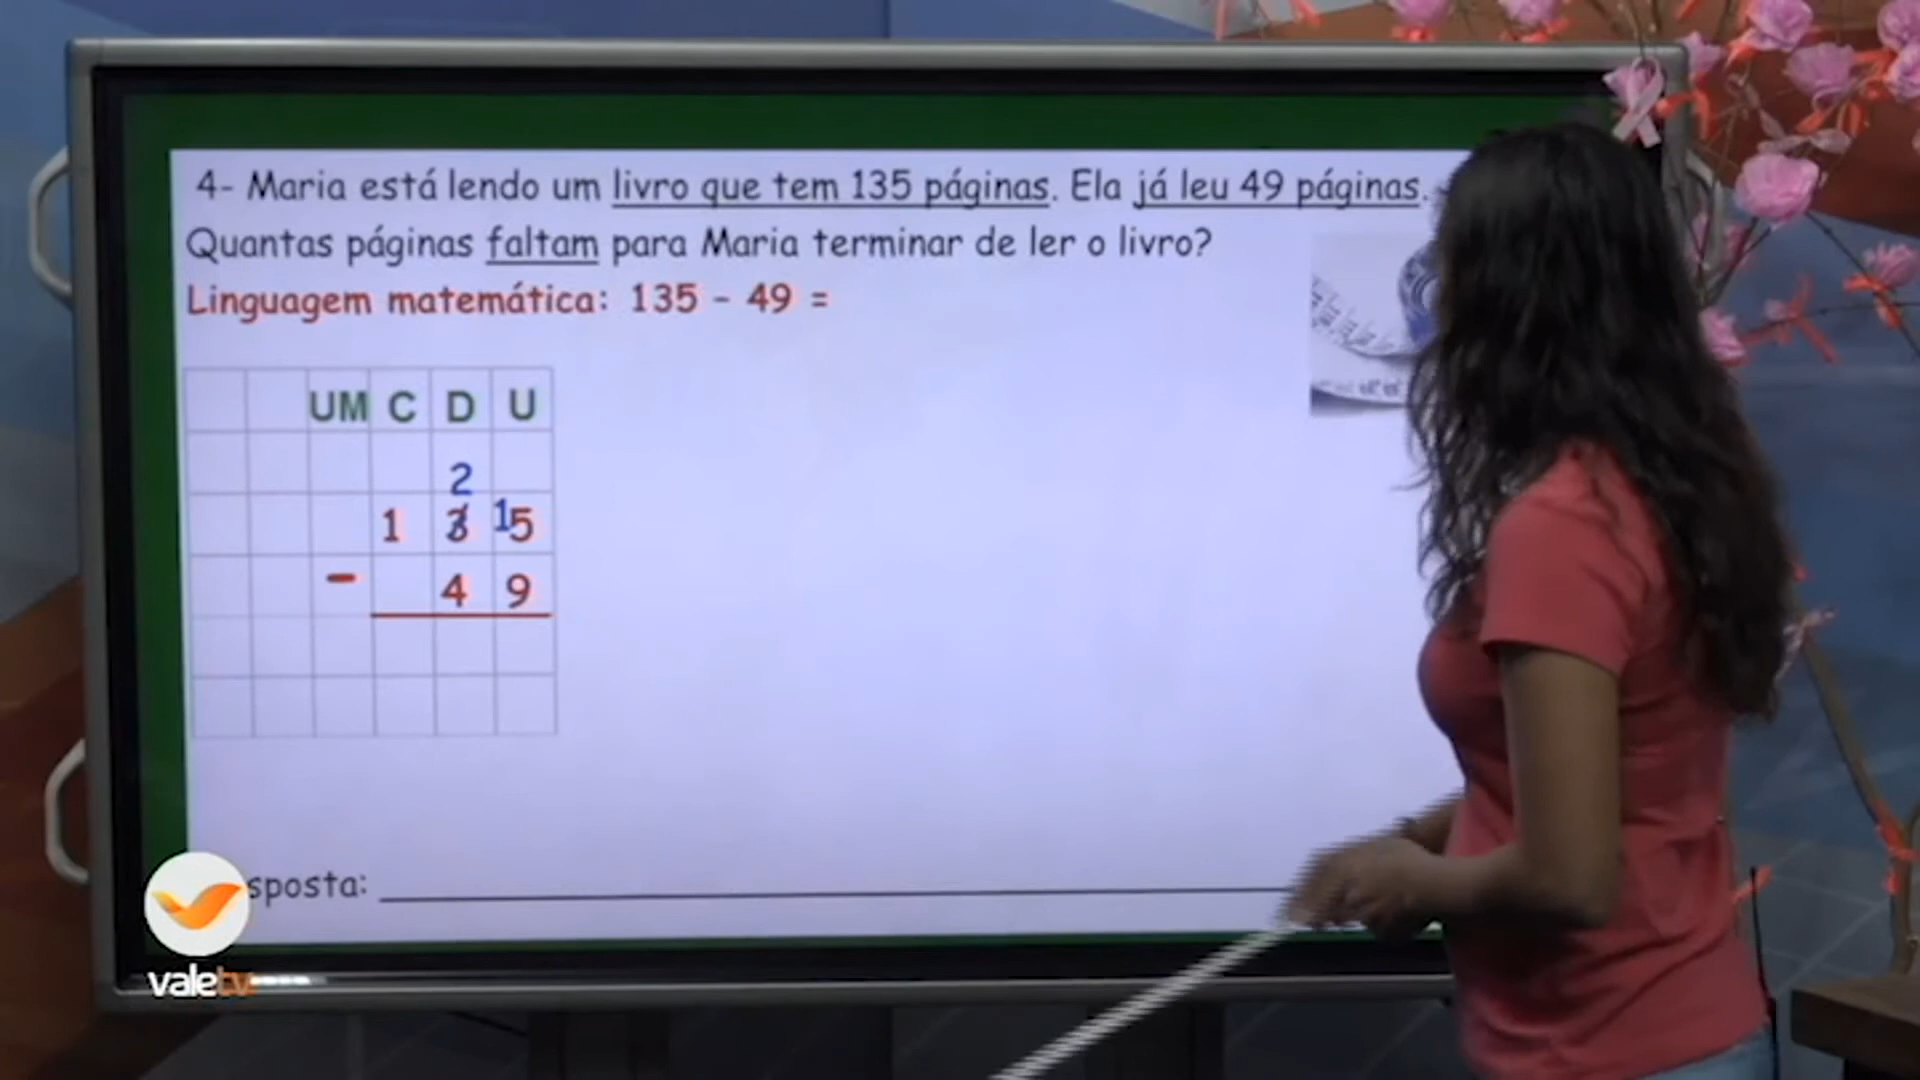 4- Maria está lendo um livro que tem 135 páginas. Ela já leu 49 páginas.
Quantas páginas faltam para Maria terminar de ler o livro?
Linguagem matemática: 135 - 49 =
UM C D U
2
1 3 15
- 4 9
sposta:
valetv